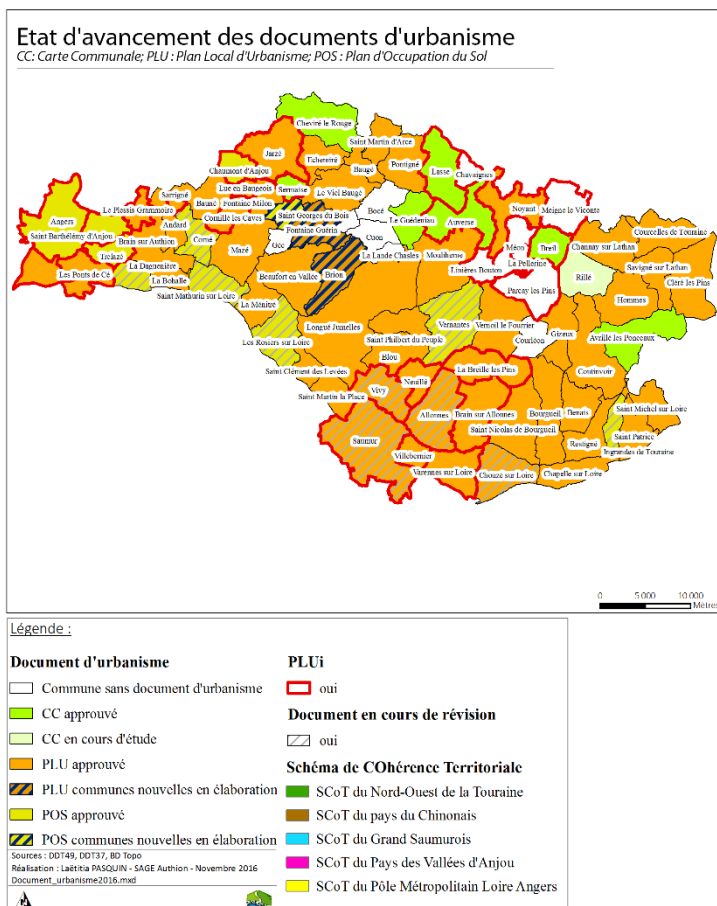 Etat d'avancement des documents d'urbanisme
CC: Carte Communale; PLU : Plan Local d'Urbanisme; POS : Plan d'Occupation du Sol
Cheviré le Rouge
Saint Martin d'Arcé
Jarzé
Echemiré
Pontigné
Lasse
Chavaignes
Chaumont d'Anjou
Baugé
Lué en Baugeois
Sermaise
Le Vieil Baugé
Noyant
Meigné le Vicomte
Sarrigné
Bauné
Fontaine Milon
Bocé
Le Plessis Grammoire
Saint Georges du Bois
Le Guédeniau
Auverse
Courcelles de Touraine
Angers
Cornillé les Caves
Fontaine Guérin
Andard
Cuon
Méon
Breil
Channay sur Lathan
Saint Barthélémy d'Anjou
Corné
Gée
Brain sur Authion
Mazé
La Lande Chasles
Mouliherne
La Pellerine
Savigné sur Lathan
Trélazé
Linières Bouton
Rillé
Cléré les Pins
La Daguenière
Beaufort en Vallée
Brion
Les Ponts de Cé
La Bohalle
Parçay les Pins
Hommes
Saint Mathurin sur Loire
La Ménitré
Longué Jumelles
Vernantes
Vernoil le Fourrier
Gizeux
Avrillé les Ponceaux
Les Rosiers sur Loire
Saint Philbert du Peuple
Courléon
Blou
Continvoir
Saint Clément des Levées
La Breille les Pins
Neuillé
Vivy
Saint Martin la Place
Allonnes
Brain sur Allonnes
Bourgueil
Benais
Saint Michel sur Loire
Saint Nicolas de Bourgueil
Saumur
Restigné
Saint Patrice
Villebernier
Ingrandes de Touraine
Varennes sur Loire
Chouzé sur Loire
Chapelle sur Loire
0 5 000 10 000
Mètres
Légende :
Document d'urbanisme
Commune sans document d'urbanisme
CC approuvé
CC en cours d'étude
PLU approuvé
PLU communes nouvelles en élaboration
POS approuvé
POS communes nouvelles en élaboration
Sources : DDT49, DDT37, BD Topo
Réalisation : Laëtitia PASQUIN - SAGE Authion - Novembre 2016
Document_urbanisme2016.mxd
PLUi
oui
Document en cours de révision
oui
Schéma de COhérence Territoriale
SCoT du Nord-Ouest de la Touraine
SCoT du pays du Chinonais
SCoT du Grand Saumurois
SCoT du Pays des Vallées d'Anjou
SCoT du Pôle Métropolitain Loire Angers